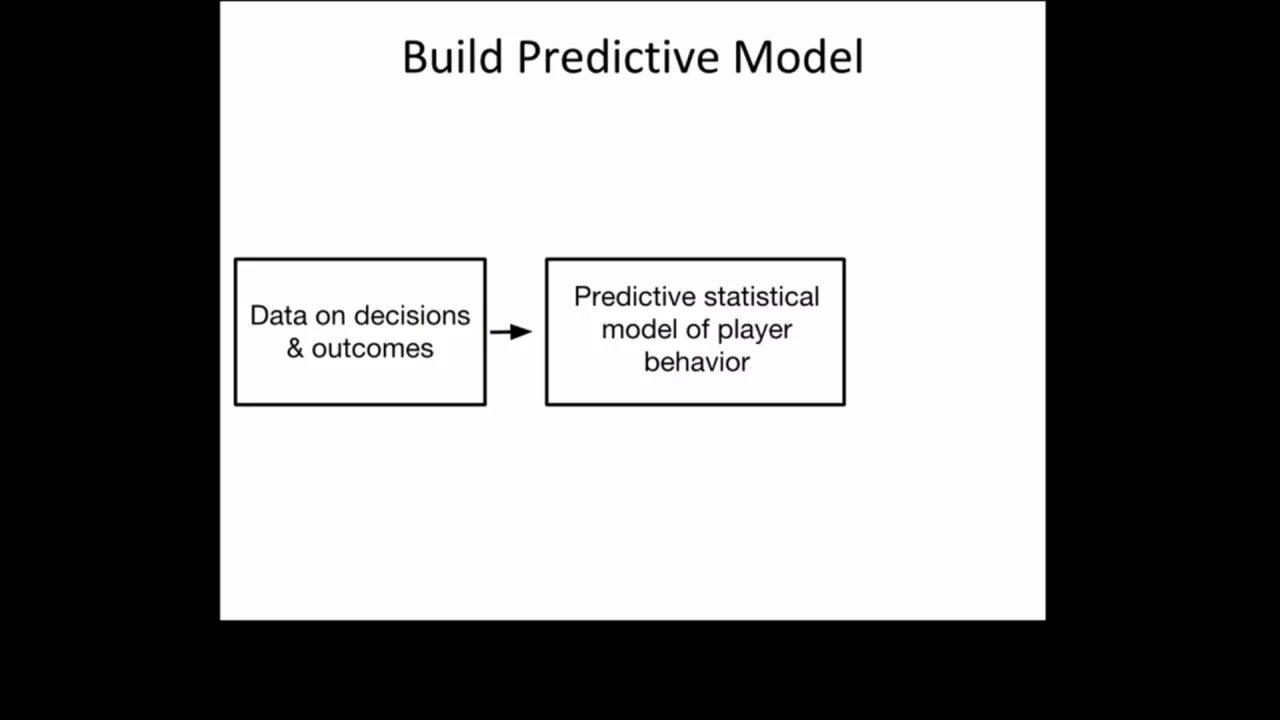 Build Predictive Model
Data on decisions
& outcomes
Predictive statistical
model of player
behavior